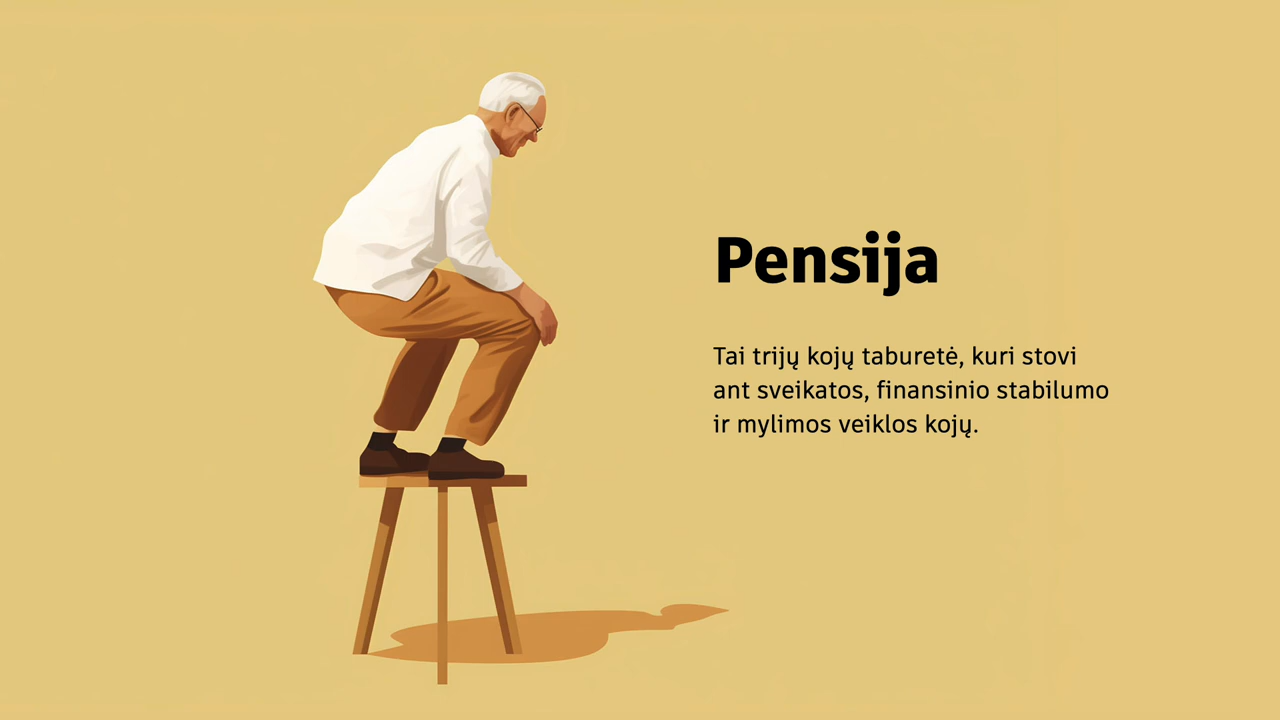 Pensija
Tai trijų kojų taburetė, kuri stovi
ant sveikatos, finansinio stabilumo
ir mylimos veiklos kojų.